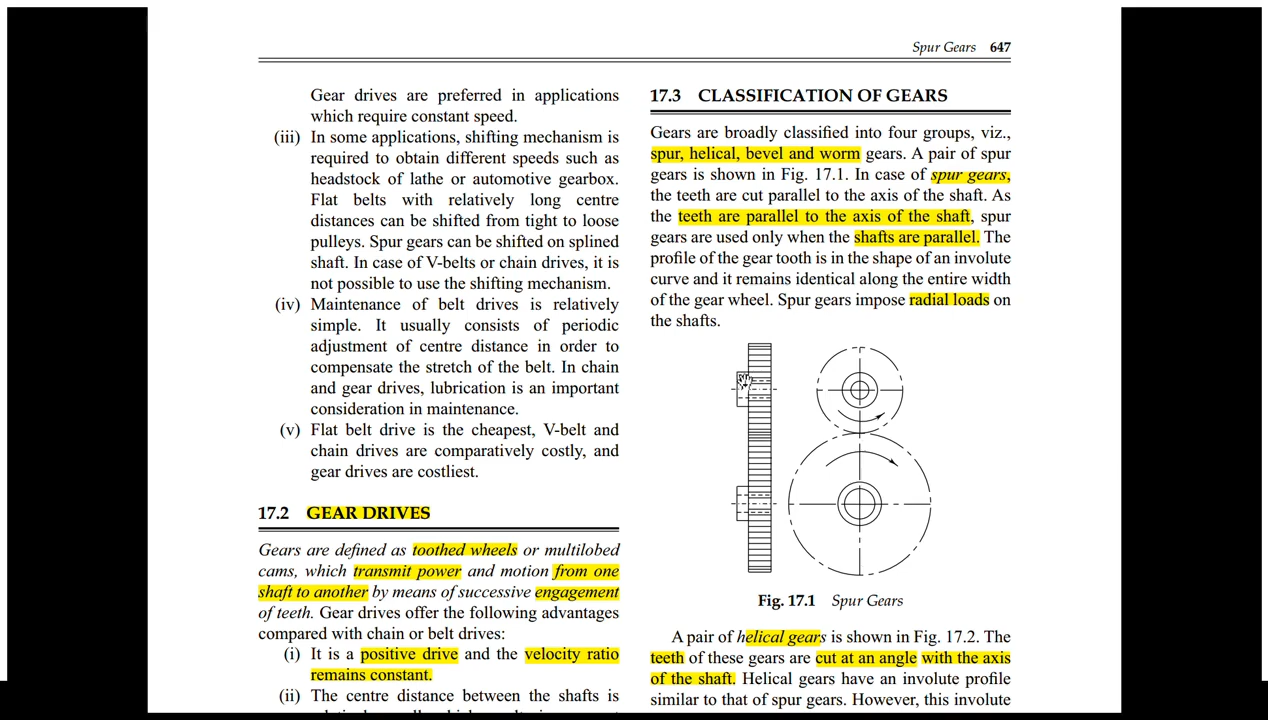 Spur Gears 647
Gear drives are preferred in applications
which require constant speed.
(iii) In some applications, shifting mechanism is
required to obtain different speeds such as
headstock of lathe or automotive gearbox.
Flat belts with relatively long centre
distances can be shifted from tight to loose
pulleys. Spur gears can be shifted on splined
shaft. In case of V-belts or chain drives, it is
not possible to use the shifting mechanism.
(iv) Maintenance of belt drives is relatively
simple. It usually consists of periodic
adjustment of centre distance in order to
compensate the stretch of the belt. In chain
and gear drives, lubrication is an important
consideration in maintenance.
(v) Flat belt drive is the cheapest, V-belt and
chain drives are comparatively costly, and
gear drives are costliest.
17.2 GEAR DRIVES
Gears are defined as toothed wheels or multilobed
cams, which transmit power and motion from one
shaft to another by means of successive engagement
of teeth. Gear drives offer the following advantages
compared with chain or belt drives:
(i) It is a positive drive and the velocity ratio
remains constant.
(ii) The centre distance between the shafts is
17.3 CLASSIFICATION OF GEARS
Gears are broadly classified into four groups, viz.,
spur, helical, bevel and worm gears. A pair of spur
gears is shown in Fig. 17.1. In case of spur gears,
the teeth are cut parallel to the axis of the shaft. As
the teeth are parallel to the axis of the shaft, spur
gears are used only when the shafts are parallel. The
profile of the gear tooth is in the shape of an involute
curve and it remains identical along the entire width
of the gear wheel. Spur gears impose radial loads on
the shafts.
Fig. 17.1 Spur Gears
A pair of helical gears is shown in Fig. 17.2. The
teeth of these gears are cut at an angle with the axis
of the shaft. Helical gears have an involute profile
similar to that of spur gears. However, this involute